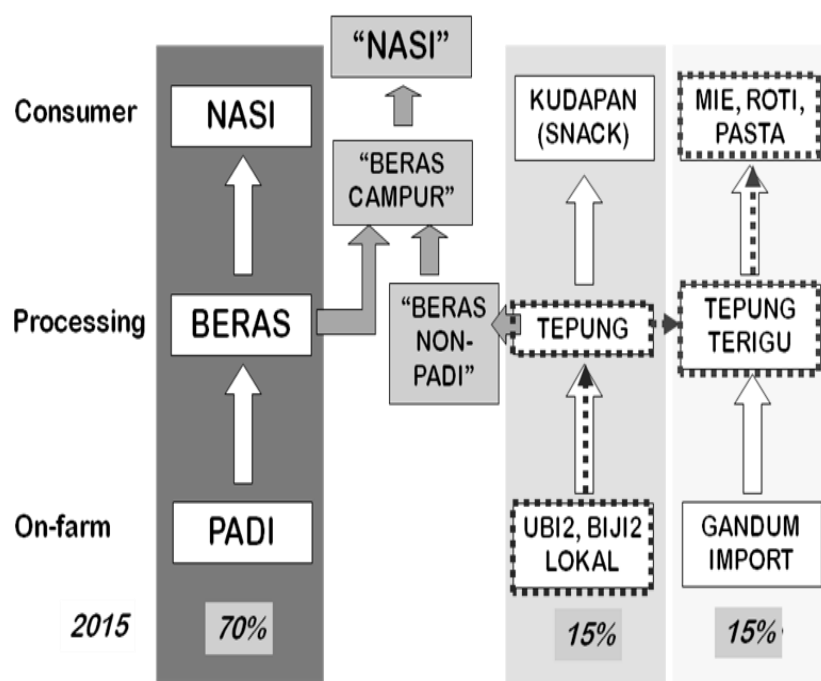 “NASI”
Consumer
NASI
KUDAPAN
(SNACK)
MIE, ROTI,
PASTA
“BERAS
CAMPUR”
Processing
BERAS
“BERAS
NON-
PADI”
TEPUNG
TEPUNG
TERIGU
On-farm
PADI
UBI2, BIJI2
LOKAL
GANDUM
IMPORT
2015
70%
15%
15%